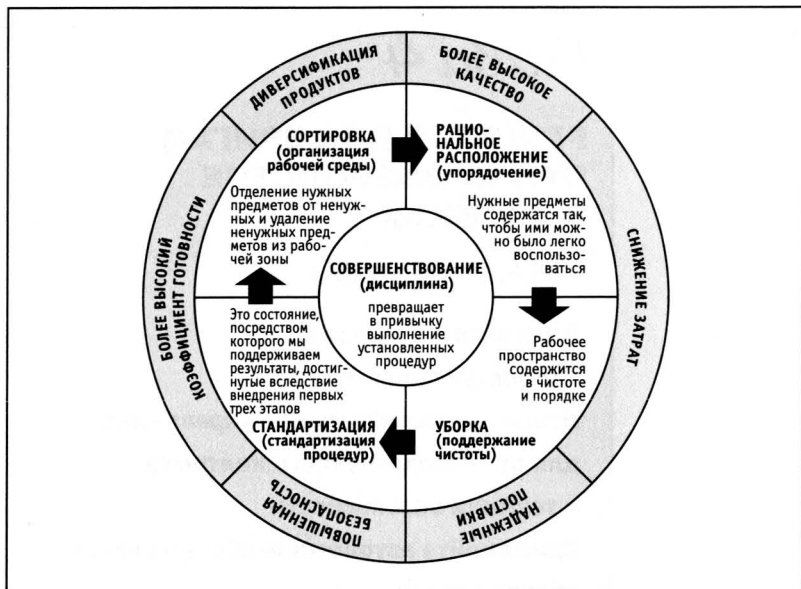 ДИВЕРСИФИКАЦИЯ
ПРОДУКТОВ
БОЛЕЕ ВЫСОКОЕ
КАЧЕСТВО
СНИЖЕНИЕ ЗАТРАТ
НАДЕЖНЫЕ
ПОСТАВКИ
ПОВЫШЕННАЯ
БЕЗОПАСНОСТЬ
БОЛЕЕ ВЫСОКИЙ
КОЭФФИЦИЕНТ ГОТОВНОСТИ
СОРТИРОВКА
(организация
рабочей среды)
Отделение нужных
предметов от ненуж-
ных и удаление
ненужных пред-
метов из рабо-
чей зоны
РАЦИО-
НАЛЬНОЕ
РАСПОЛОЖЕНИЕ
(упорядочение)
Нужные предметы
содержатся так,
чтобы ими мож-
но было легко
воспользо-
ваться
СОВЕРШЕНСТВОВАНИЕ
(дисциплина)
превращает
в привычку
выполнение
установленных
процедур
Рабочее
пространство
содержится
в чистоте
и порядке
УБОРКА
(поддержание
чистоты)
Это состояние,
посредством
которого мы
поддерживаем
результаты, достиг-
нутые вследствие
внедрения первых
трех этапов
СТАНДАРТИЗАЦИЯ
(стандартизация
процедур)